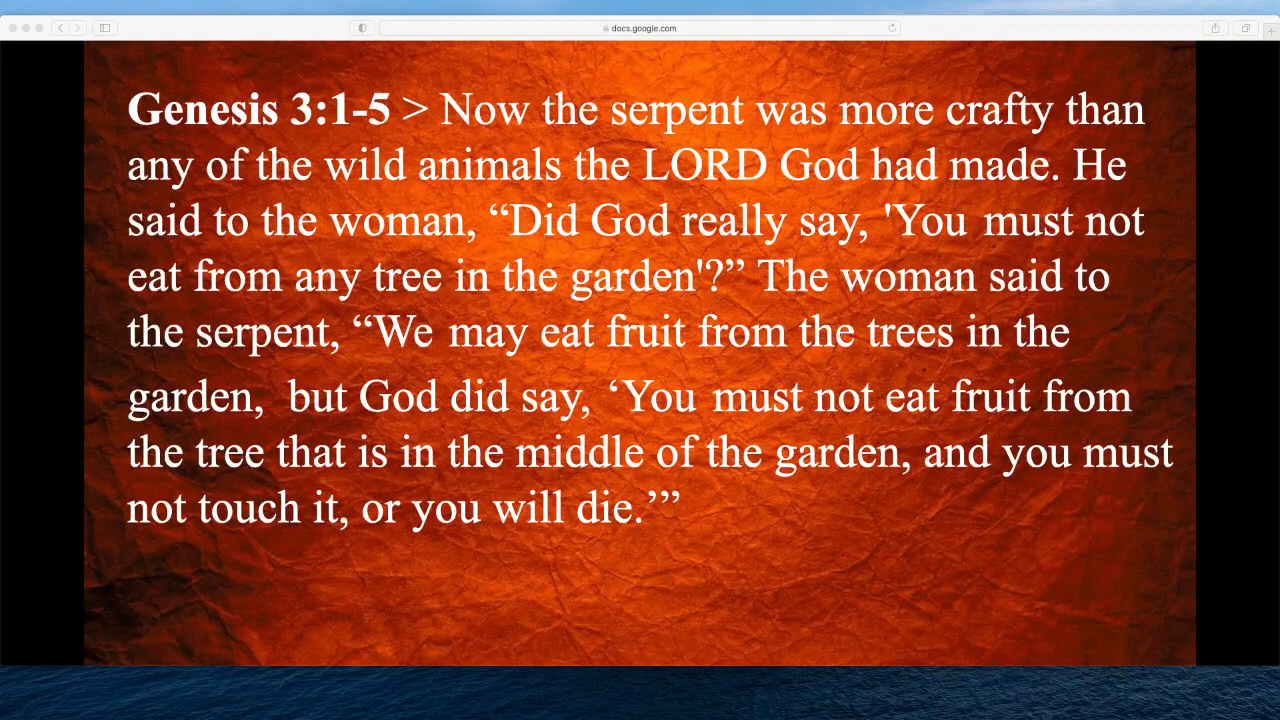 docs.google.com
Genesis 3:1-5 > Now the serpent was more crafty than
any of the wild animals the LORD God had made. He
said to the woman, “Did God really say, 'You must not
eat from any tree in the garden'?” The woman said to
the serpent, “We may eat fruit from the trees in the
garden,  but God did say, ‘You must not eat fruit from
the tree that is in the middle of the garden, and you must
not touch it, or you will die.’”